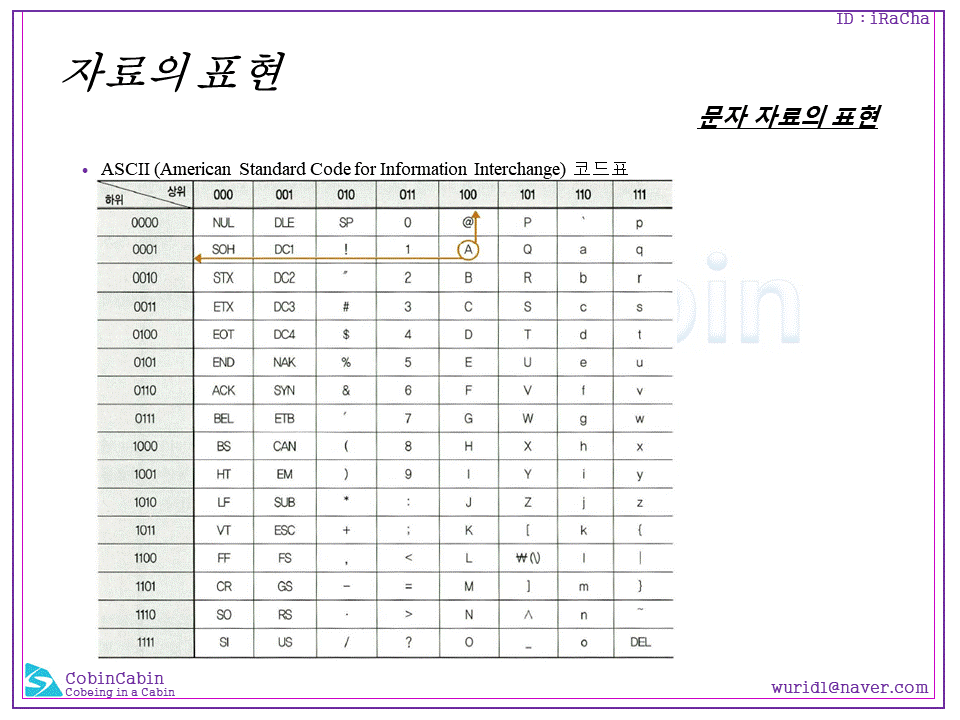 ID : iRaCha
자료의 표현
문자 자료의 표현
• ASCII (American Standard Code for Information Interchange) 코드표
하위 상위 000 001 010 011 100 101 110 111
0000 NUL DLE SP 0 @ P ` p
0001 SOH DC1 ! 1 A Q a q
0010 STX DC2 ″ 2 B R b r
0011 ETX DC3 # 3 C S c s
0100 EOT DC4 $ 4 D T d t
0101 END NAK % 5 E U e u
0110 ACK SYN & 6 F V f v
0111 BEL ETB ′ 7 G W g w
1000 BS CAN ( 8 H X h x
1001 HT EM ) 9 I Y i y
1010 LF SUB * : J Z j z
1011 VT ESC + ; K [ k {
1100 FF FS , < L ₩(\) l |
1101 CR GS − = M ] m }
1110 SO RS · > N ∧ n ~
1111 SI US / ? O _ o DEL
CobinCabin
Cobeing in a Cabin
wuridl@naver.com